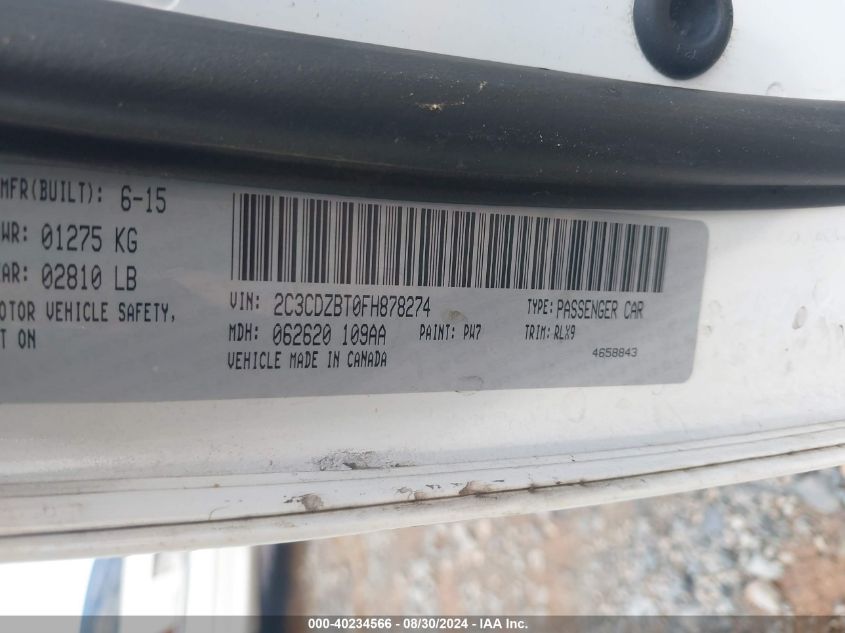 MFR(BUILT): 6-15
WR: 01275 KG
AR: 02810 LB
OTOR VEHICLE SAFETY,
T ON
VIN: 2C3CDZBT0FH878274
TYPE: PASSENGER CAR
MDH: 062620 109AA
PAINT: PW7
TRIM: RLX9
VEHICLE MADE IN CANADA
4658843
000-40234566 - 08/30/2024 - IAA Inc.